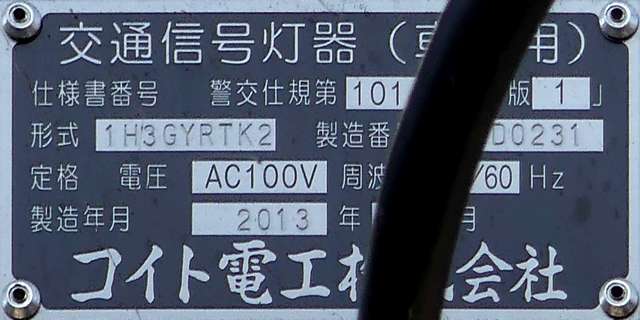 交通信号灯器（車 用）
仕様書番号 警交仕規第 101 版 1 」
形式 1H3GYRTK2 製造番 D0231
定格 電圧 AC100V 周波 /60 Hz
製造年月 2013 年 月
コイト電工株 会社